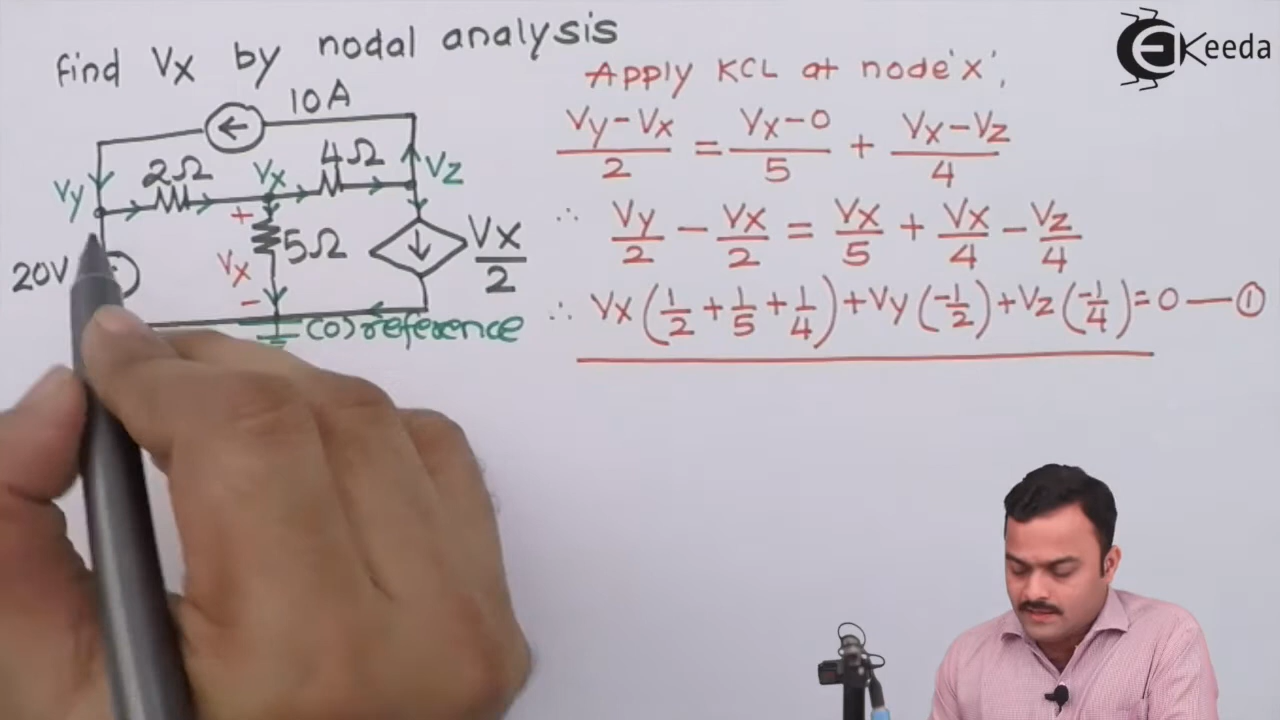 find Vx by nodal analysis
10A
2Ω
Vx
4Ω
Vz
Vy
+
5Ω
Vx
2
20V
Vx
-
(0) reference
Apply KCL at node 'x',
Vy-Vx/2 = Vx-0/5 + Vx-Vz/4
∴ Vy/2 - Vx/2 = Vx/5 + Vx/4 - Vz/4
∴ Vx(1/2 + 1/5 + 1/4) + Vy(-1/2) + Vz(-1/4) = 0 — ①
EKeeda